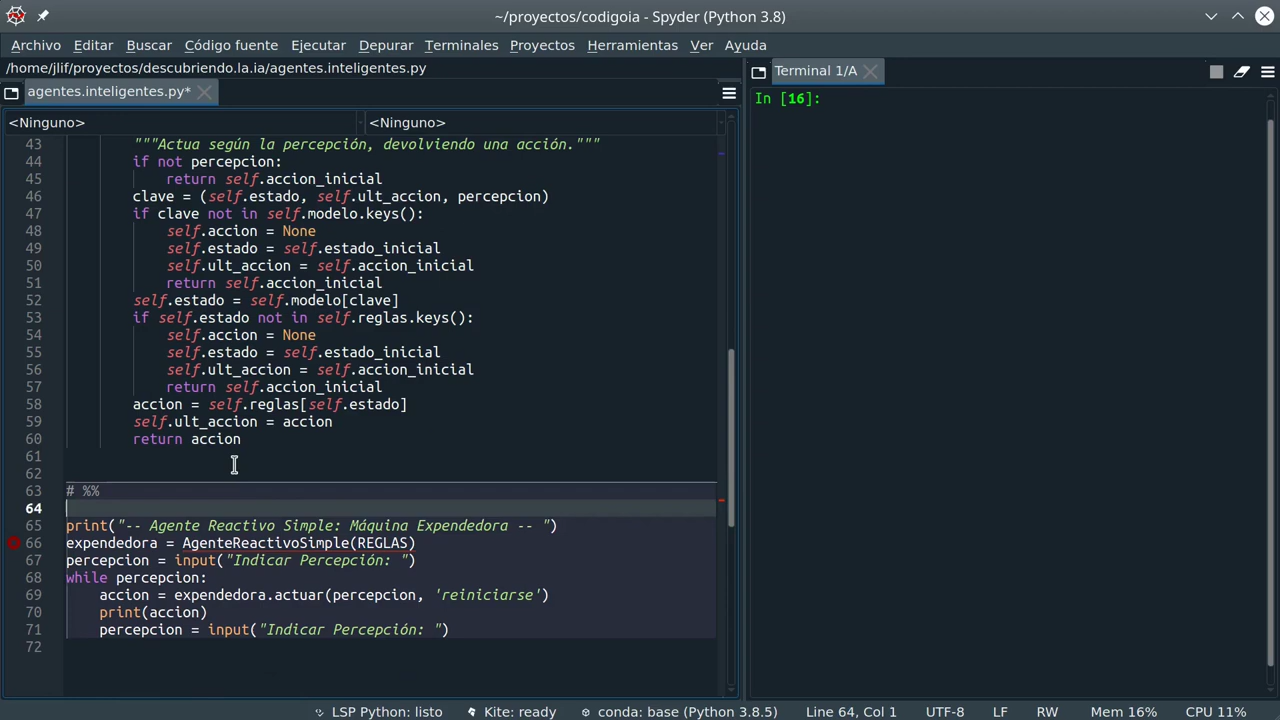 ~/proyectos/codigoia - Spyder (Python 3.8)
Archivo Editar Buscar Código fuente Ejecutar Depurar Terminales Proyectos Herramientas Ver Ayuda
/home/jlif/proyectos/descubriendo.la.ia/agentes.inteligentes.py
agentes.inteligentes.py*
<Ninguno> <Ninguno>
43 """Actua según la percepción, devolviendo una acción."""
44 if not percepcion:
45 return self.accion_inicial
46 clave = (self.estado, self.ult_accion, percepcion)
47 if clave not in self.modelo.keys():
48 self.accion = None
49 self.estado = self.estado_inicial
50 self.ult_accion = self.accion_inicial
51 return self.accion_inicial
52 self.estado = self.modelo[clave]
53 if self.estado not in self.reglas.keys():
54 self.accion = None
55 self.estado = self.estado_inicial
56 self.ult_accion = self.accion_inicial
57 return self.accion_inicial
58 accion = self.reglas[self.estado]
59 self.ult_accion = accion
60 return accion
61
62
63 # %%
64
65 print("-- Agente Reactivo Simple: Máquina Expendedora -- ")
66 expendedora = AgenteReactivoSimple(REGLAS)
67 percepcion = input("Indicar Percepción: ")
68 while percepcion:
69 accion = expendedora.actuar(percepcion, 'reiniciarse')
70 print(accion)
71 percepcion = input("Indicar Percepción: ")
72
Terminal 1/A
In [16]:
LSP Python: listo Kite: ready conda: base (Python 3.8.5) Line 64, Col 1 UTF-8 LF RW Mem 16% CPU 11%